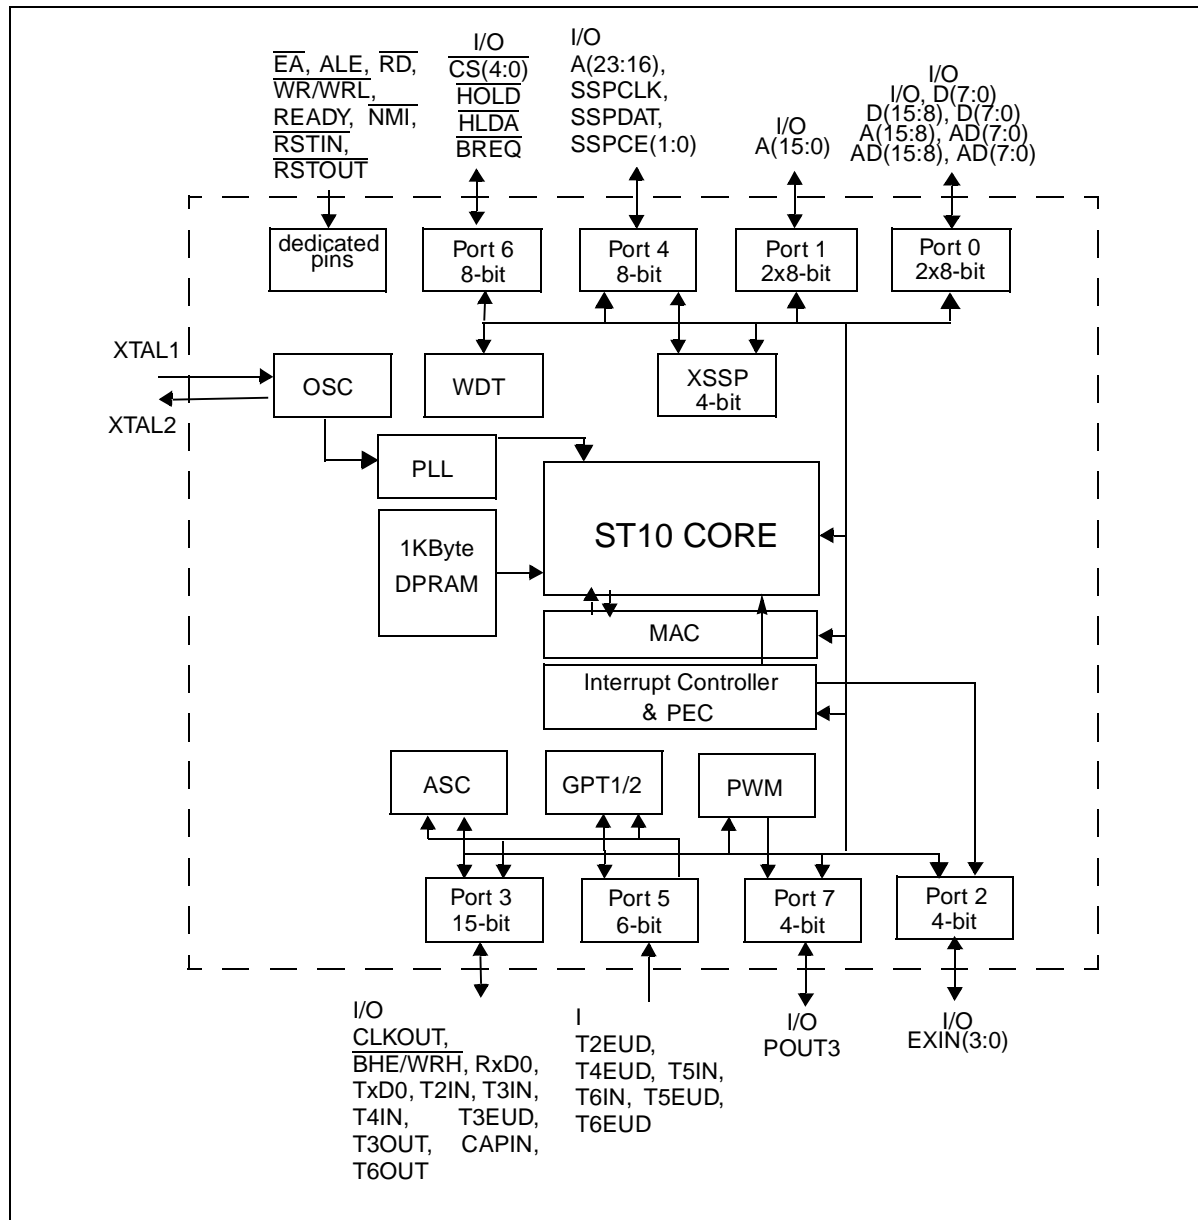 EA, ALE, RD,
WR/WRL,
READY, NMI,
RSTIN,
RSTOUT
I/O
CS(4:0)
HOLD
HLDA
BREQ
I/O
A(23:16),
SSPCLK,
SSPDAT,
SSPCE(1:0)
I/O
A(15:0)
I/O
I/O, D(7:0)
D(15:8), D(7:0)
A(15:8), AD(7:0)
AD(15:8), AD(7:0)
dedicated
pins
Port 6
8-bit
Port 4
8-bit
Port 1
2x8-bit
Port 0
2x8-bit
XTAL1
XTAL2
OSC
WDT
XSSP
4-bit
PLL
1KByte
DPRAM
ST10 CORE
MAC
Interrupt Controller
& PEC
ASC
GPT1/2
PWM
Port 3
15-bit
Port 5
6-bit
Port 7
4-bit
Port 2
4-bit
I/O
CLKOUT,
BHE/WRH, RxD0,
TxD0, T2IN, T3IN,
T4IN, T3EUD,
T3OUT, CAPIN,
T6OUT
I
T2EUD,
T4EUD, T5IN,
T6IN, T5EUD,
T6EUD
I/O
POUT3
I/O
EXIN(3:0)